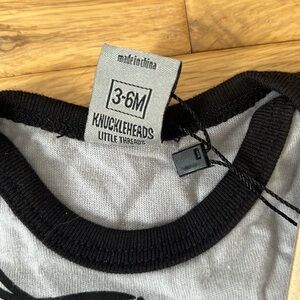 made in china
3-6M
KNUCKLEHEADS
LITTLE THREADS